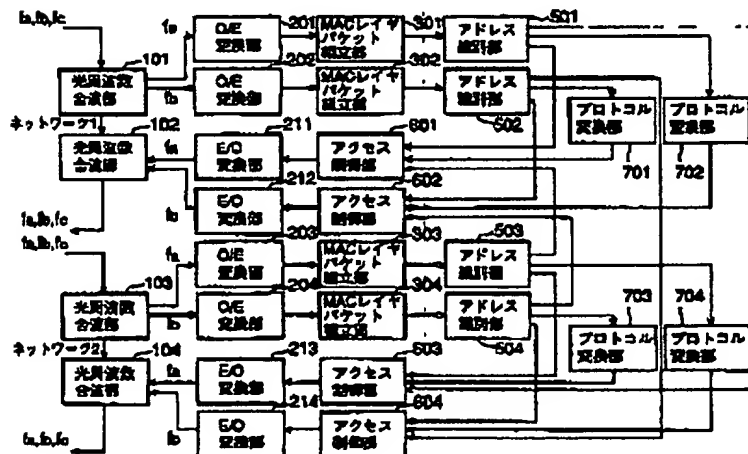 fa,fb,fc
101
光周波数
合波部
fa
fb
O/E
変換部
201
MACレイヤ
パケット
組立部
301
アドレス
識別部
501
O/E
変換部
202
MACレイヤ
パケット
組立部
302
アドレス
識別部
502
プロトコル
変換部
701
プロトコル
変換部
702
ネットワーク1
102
光周波数
合波部
fa
fb
E/O
変換部
211
アクセス
制御部
601
E/O
変換部
212
アクセス
制御部
602
fa,fb,fc
fa,fb,fc
103
光周波数
合波部
fa
fb
O/E
変換部
203
MACレイヤ
パケット
組立部
303
アドレス
識別部
503
O/E
変換部
204
MACレイヤ
パケット
組立部
304
アドレス
識別部
504
703
プロトコル
変換部
704
プロトコル
変換部
ネットワーク2
104
光周波数
合波部
fa
fb
E/O
変換部
213
アクセス
制御部
603
E/O
変換部
214
アクセス
制御部
604
fa,fb,fc